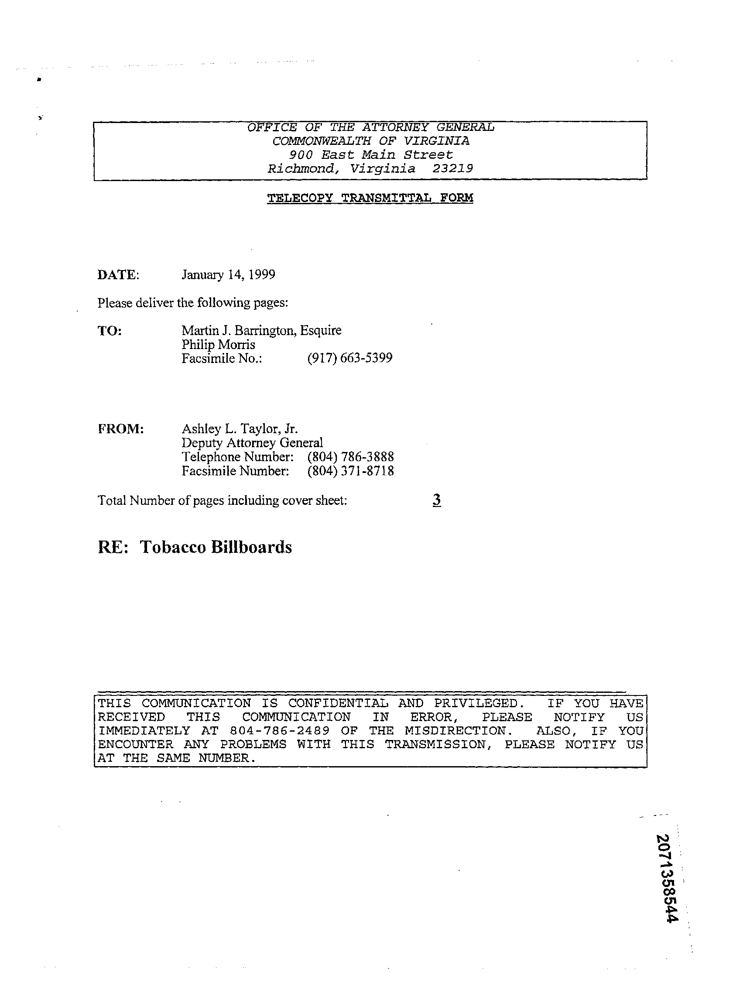 OFFICE OF THE ATTORNEY GENERAL
COMMONWEALTH OF VIRGINIA
900 East Main Street
Richmond, Virginia 23219
TELECOPY TRANSMITTAL FORM
DATE: January 14, 1999
Please deliver the following pages:
TO: Martin J. Barrington, Esquire
Philip Morris
Facsimile No.: (917) 663-5399
FROM: Ashley L. Taylor, Jr.
Deputy Attorney General
Telephone Number: (804) 786-3888
Facsimile Number: (804) 371-8718
Total Number of pages including cover sheet: 3
RE: Tobacco Billboards
THIS COMMUNICATION IS CONFIDENTIAL AND PRIVILEGED. IF YOU HAVE
RECEIVED THIS COMMUNICATION IN ERROR, PLEASE NOTIFY US
IMMEDIATELY AT 804-786-2489 OF THE MISDIRECTION. ALSO, IF YOU
ENCOUNTER ANY PROBLEMS WITH THIS TRANSMISSION, PLEASE NOTIFY US
AT THE SAME NUMBER.
2071358544